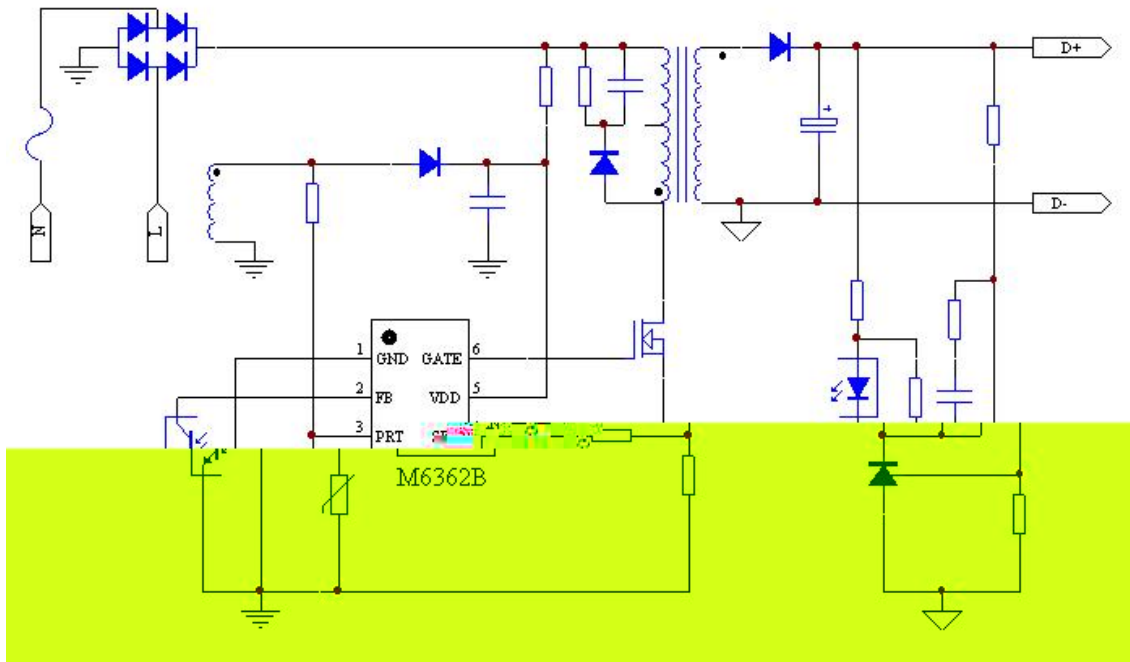 D+
D-
N
L
1 GND GATE 6
2 FB VDD 5
3 PRT
M6362B